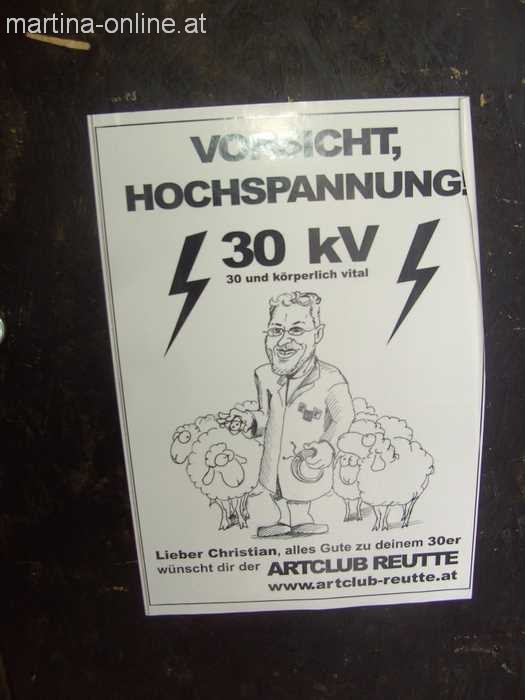 martina-online.at
VORSICHT,
HOCHSPANNUNG!
30 kV
30 und körperlich vital
Lieber Christian, alles Gute zu deinem 30er
wünscht dir der ARTCLUB REUTTE
www.artclub-reutte.at